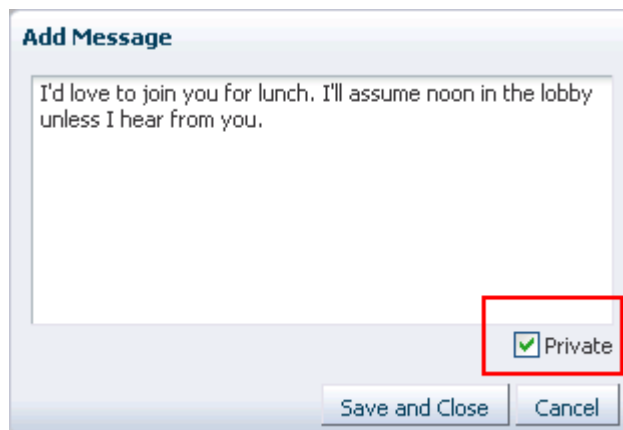 Add Message
I'd love to join you for lunch. I'll assume noon in the lobby
unless I hear from you.
Private
Save and Close
Cancel